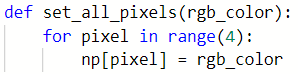 def set_all_pixels(rgb_color):
    for pixel in range(4):
        np[pixel] = rgb_color